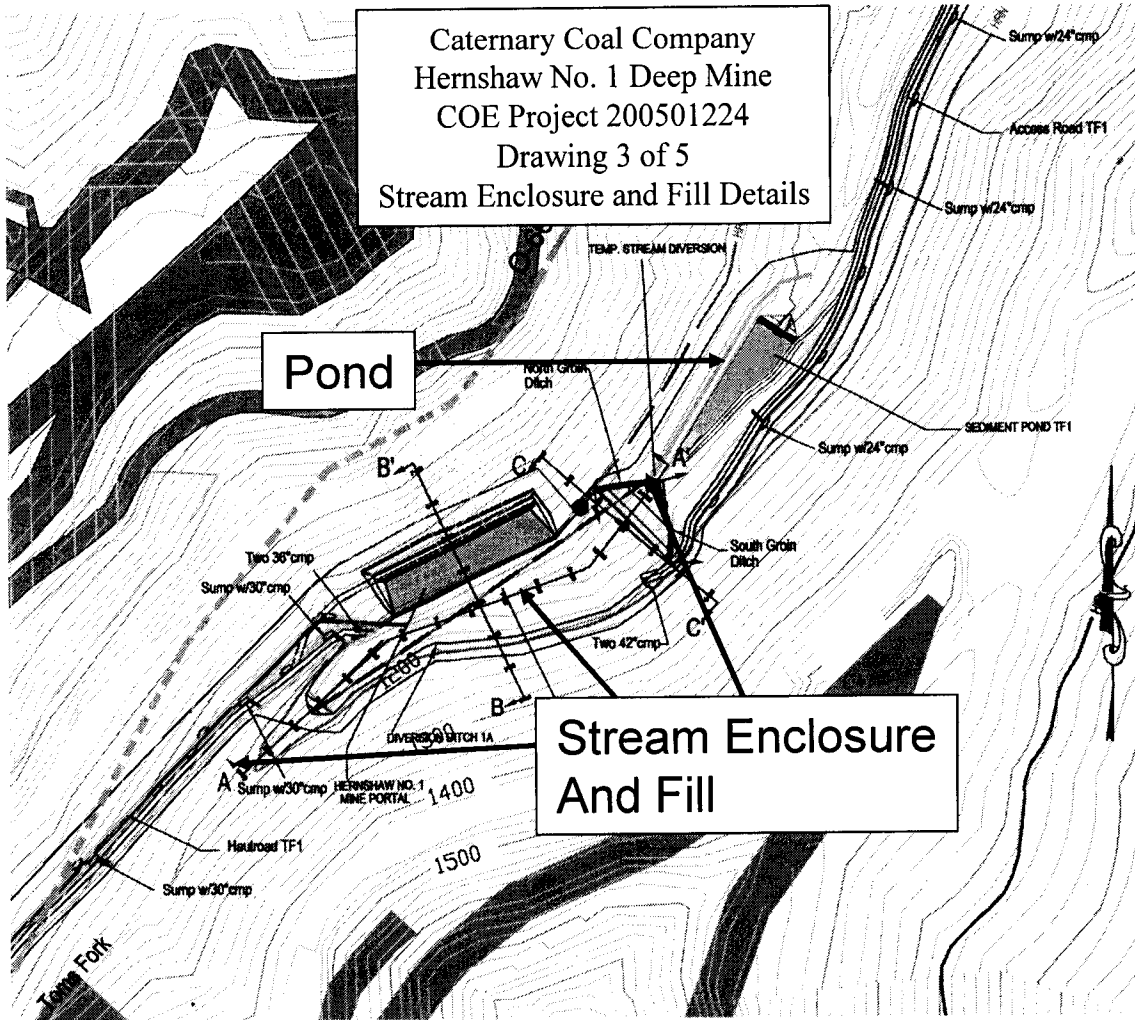 Caternary Coal Company
Hernshaw No. 1 Deep Mine
COE Project 200501224
Drawing 3 of 5
Stream Enclosure and Fill Details
Sump w/24"cmp
Access Road TF1
Sump w/24"cmp
TEMP. STREAM DIVERSION
Pond
North Groin
Ditch
SEDIMENT POND TF1
Sump w/24"cmp
B'
C
A'
South Groin
Ditch
Two 36"cmp
Sump w/30"cmp
Two 42"cmp
C'
1200
B
Stream Enclosure
And Fill
DIVERSION DITCH 1A
1300
A
Sump w/30"cmp
HERNSHAW NO. 1
MINE PORTAL
1400
Haulroad TF1
1500
Sump w/30"cmp
Toms Fork